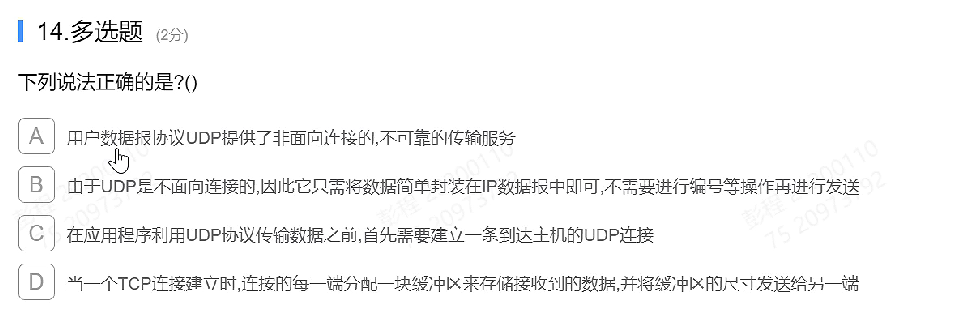 14.多选题 (2分)
下列说法正确的是?()
A 用户数据报协议UDP提供了非面向连接的,不可靠的传输服务
B 由于UDP是不面向连接的,因此它只需将数据简单封装在IP数据报中即可,不需要进行编号等操作再进行发送
C 在应用程序利用UDP协议传输数据之前,首先需要建立一条到达主机的UDP连接
D 当一个TCP连接建立时,连接的每一端分配一块缓冲区来存储接收到的数据,并将缓冲区的尺寸发送给另一端